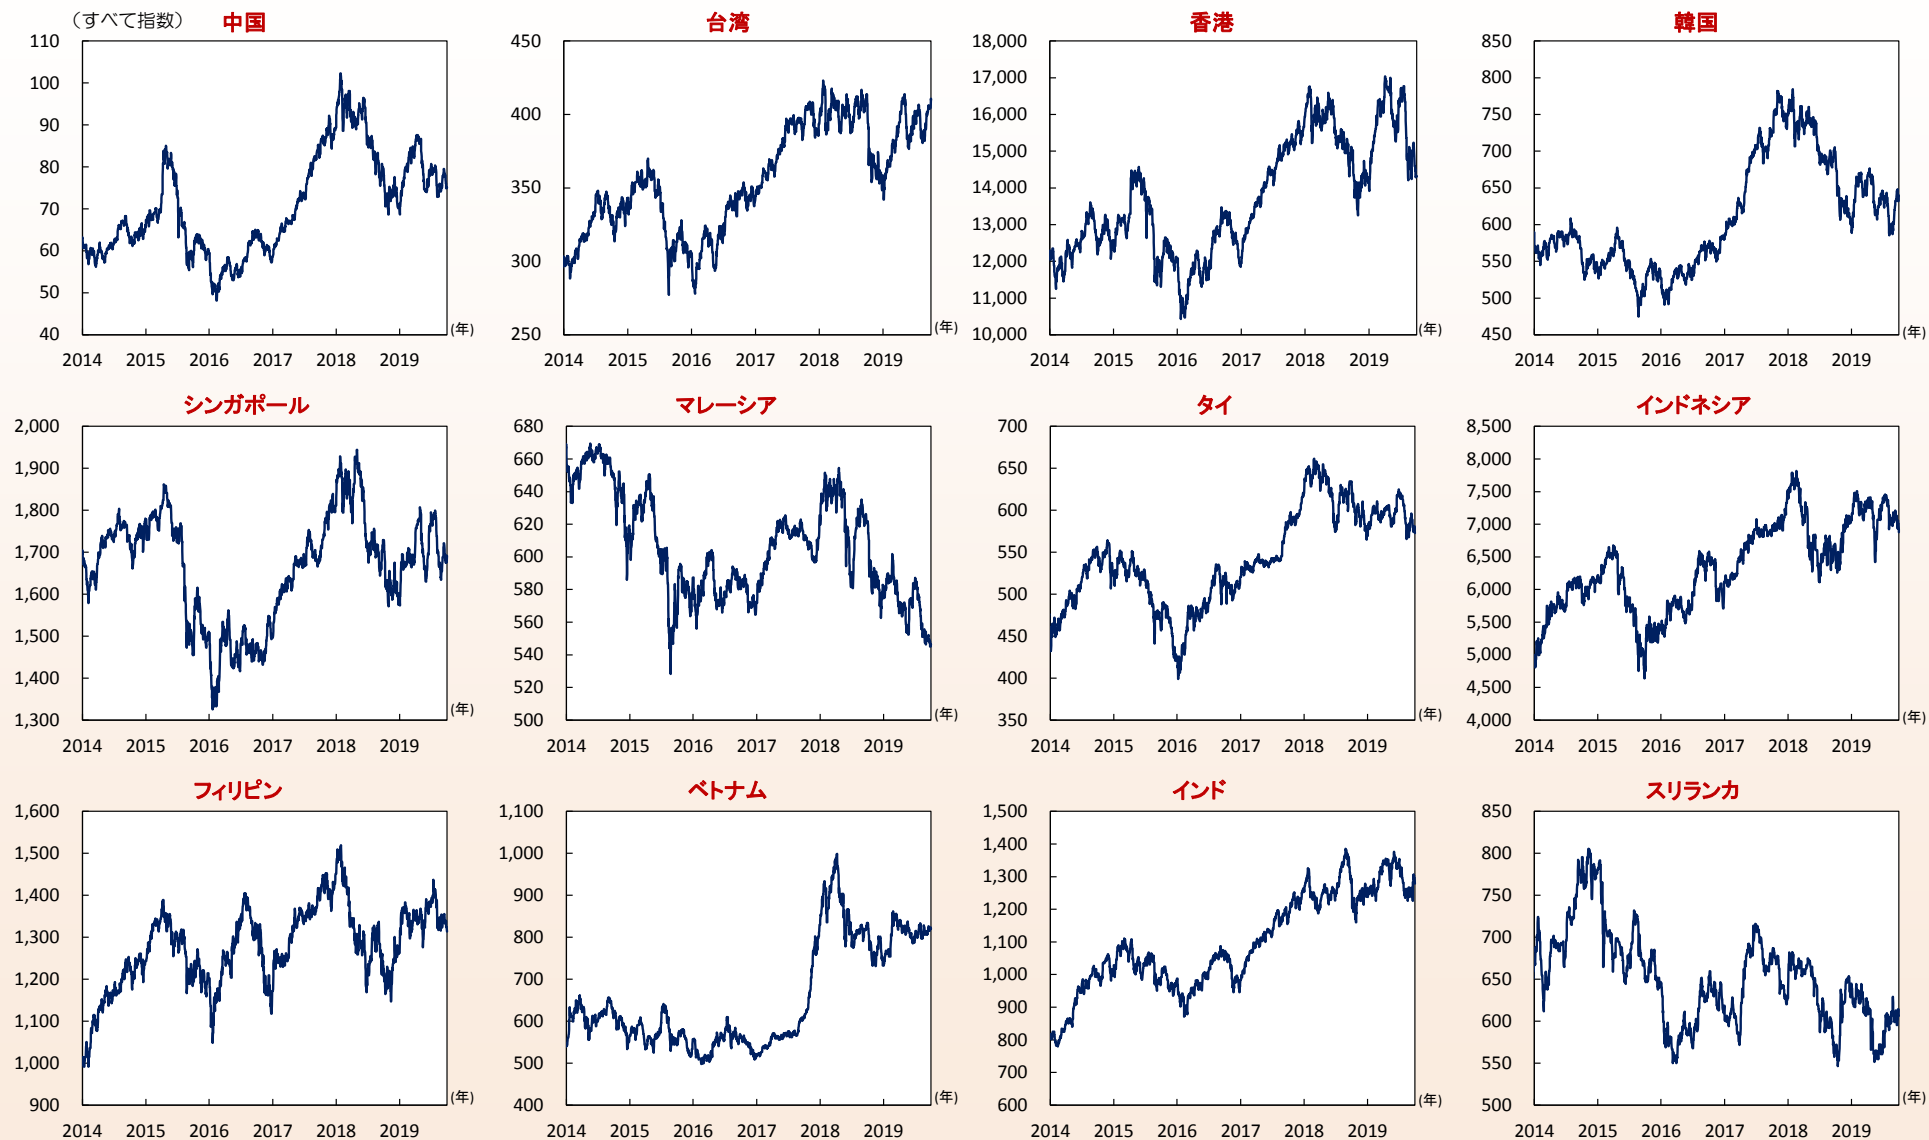 （すべて指数）
中国
110
100
90
80
70
60
50
40
2014 2015 2016 2017 2018 2019
(年)
台湾
450
400
350
300
250
2014 2015 2016 2017 2018 2019
(年)
香港
18,000
17,000
16,000
15,000
14,000
13,000
12,000
11,000
10,000
2014 2015 2016 2017 2018 2019
(年)
韓国
850
800
750
700
650
600
550
500
450
2014 2015 2016 2017 2018 2019
(年)
シンガポール
2,000
1,900
1,800
1,700
1,600
1,500
1,400
1,300
2014 2015 2016 2017 2018 2019
(年)
マレーシア
680
660
640
620
600
580
560
540
520
500
2014 2015 2016 2017 2018 2019
(年)
タイ
700
650
600
550
500
450
400
350
2014 2015 2016 2017 2018 2019
(年)
インドネシア
8,500
8,000
7,500
7,000
6,500
6,000
5,500
5,000
4,500
4,000
2014 2015 2016 2017 2018 2019
(年)
フィリピン
1,600
1,500
1,400
1,300
1,200
1,100
1,000
900
2014 2015 2016 2017 2018 2019
(年)
ベトナム
1,100
1,000
900
800
700
600
500
400
2014 2015 2016 2017 2018 2019
(年)
インド
1,500
1,400
1,300
1,200
1,100
1,000
900
800
700
600
2014 2015 2016 2017 2018 2019
(年)
スリランカ
850
800
750
700
650
600
550
500
2014 2015 2016 2017 2018 2019
(年)